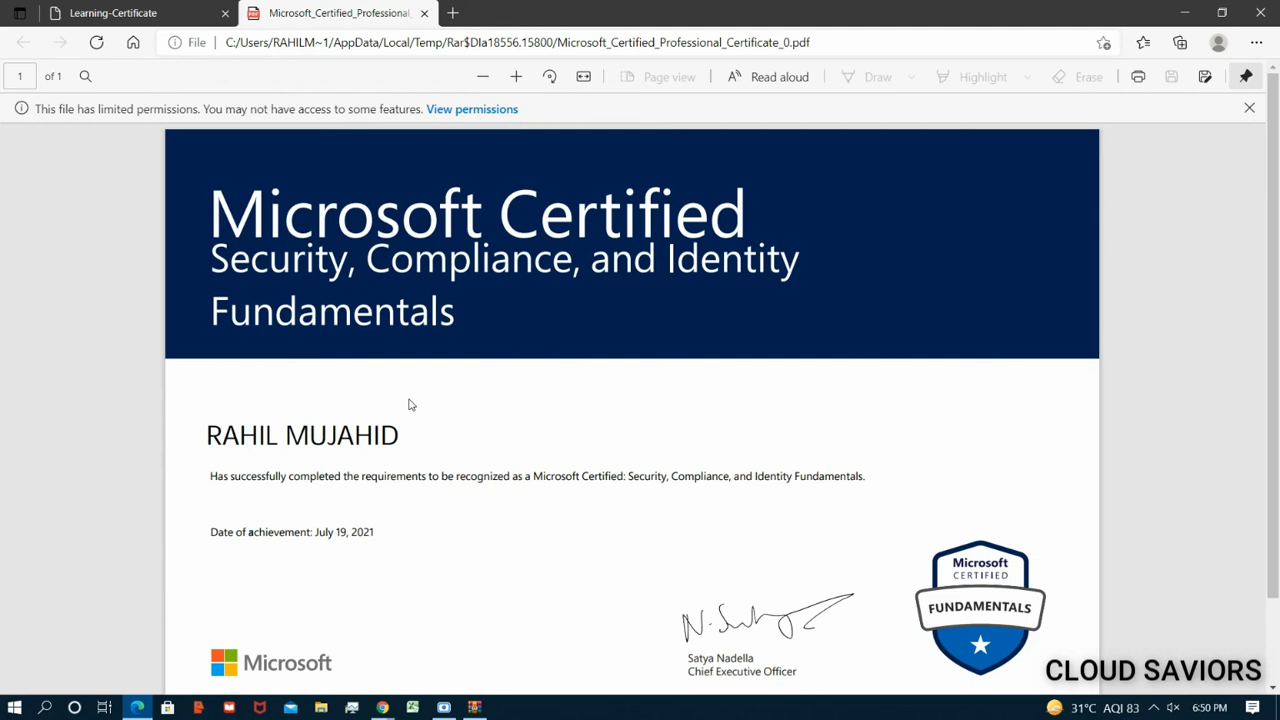 Learning-Certificate
Microsoft_Certified_Professional_
File
C:/Users/RAHILM~1/AppData/Local/Temp/Rar$DIa18556.15800/Microsoft_Certified_Professional_Certificate_0.pdf
1 of 1
Page view
Read aloud
Draw
Highlight
Erase
This file has limited permissions. You may not have access to some features. View permissions
Microsoft Certified
Security, Compliance, and Identity
Fundamentals
RAHIL MUJAHID
Has successfully completed the requirements to be recognized as a Microsoft Certified: Security, Compliance, and Identity Fundamentals.
Date of achievement: July 19, 2021
Microsoft
CERTIFIED
FUNDAMENTALS
Satya Nadella
Chief Executive Officer
Microsoft
CLOUD SAVIORS
31°C AQI 83
6:50 PM